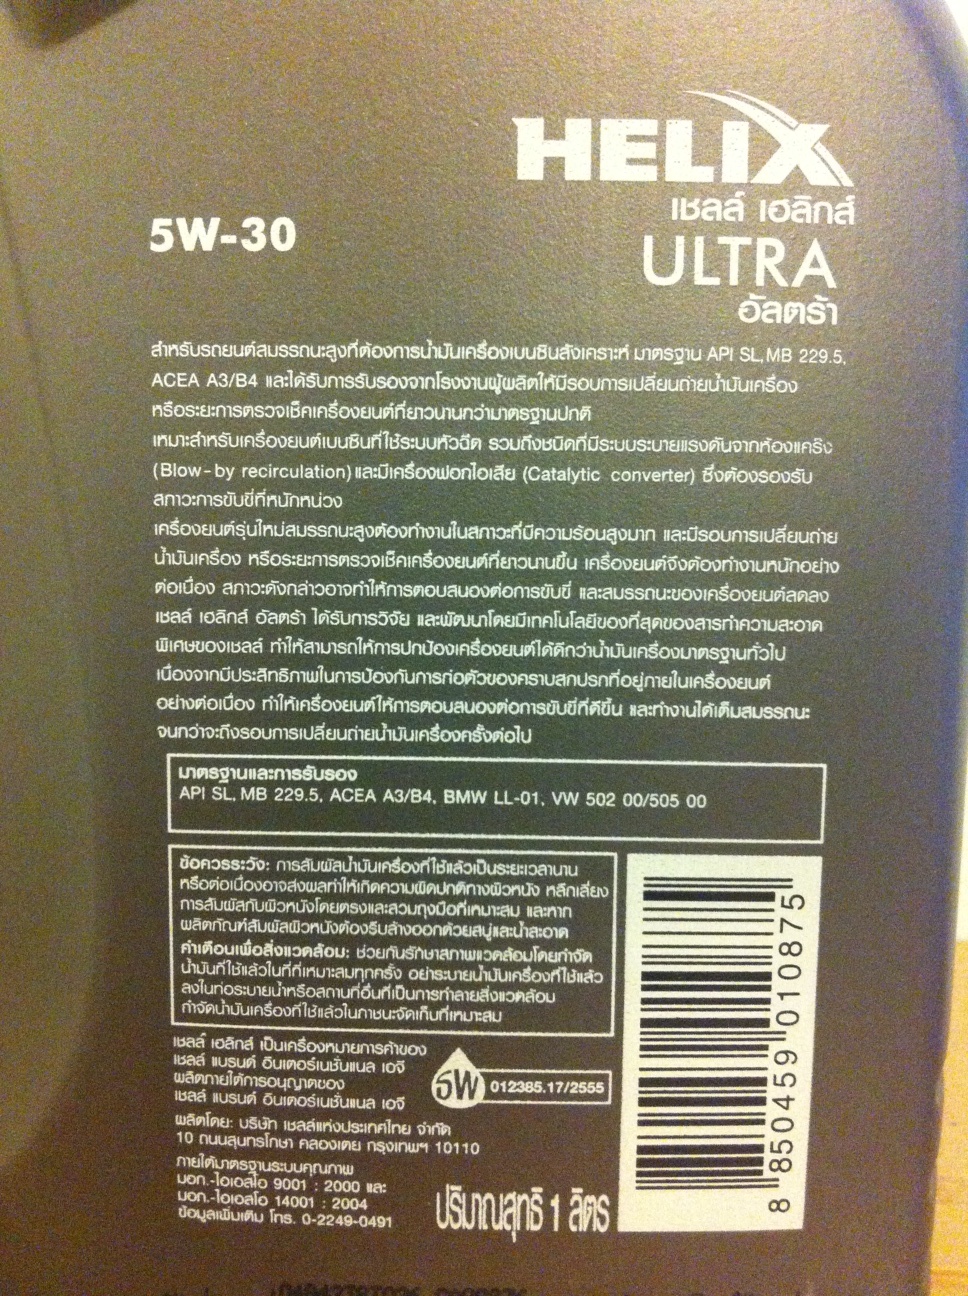 HELIX
เชลล์ เฮลิกส์
5W-30
ULTRA
อัลตร้า
สำหรับรถยนต์สมรรถนะสูงที่ต้องการน้ำมันเครื่องเบนซินสังเคราะห์ มาตรฐาน API SL, MB 229.5,
ACEA A3/B4 และได้รับการรับรองจากโรงงานผู้ผลิตให้มีรอบการเปลี่ยนถ่ายน้ำมันเครื่อง
หรือระยะการตรวจเช็คเครื่องยนต์ที่ยาวนานกว่ามาตรฐานปกติ
เหมาะสำหรับเครื่องยนต์เบนซินที่ใช้ระบบหัวฉีด รวมถึงชนิดที่มีระบบระบายแรงดันจากห้องแคร๊ง
(Blow-by recirculation) และมีเครื่องฟอกไอเสีย (Catalytic converter) ซึ่งต้องรองรับ
สภาวะการขับขี่ที่หนักหน่วง
เครื่องยนต์รุ่นใหม่สมรรถนะสูงต้องทำงานในสภาวะที่มีความร้อนสูงมาก และมีรอบการเปลี่ยนถ่าย
น้ำมันเครื่อง หรือระยะการตรวจเช็คเครื่องยนต์ที่ยาวนานขึ้น เครื่องยนต์จึงต้องทำงานหนักอย่าง
ต่อเนื่อง สภาวะดังกล่าวอาจทำให้การตอบสนองต่อการขับขี่ และสมรรถนะของเครื่องยนต์ลดลง
เชลล์ เฮลิกส์ อัลตร้า ได้รับการวิจัย และพัฒนาโดยมีเทคโนโลยีของที่สุดของสารทำความสะอาด
พิเศษของเชลล์ ทำให้สามารถให้การปกป้องเครื่องยนต์ได้ดีกว่าน้ำมันเครื่องมาตรฐานทั่วไป
เนื่องจากมีประสิทธิภาพในการป้องกันการก่อตัวของคราบสกปรกที่อยู่ภายในเครื่องยนต์
อย่างต่อเนื่อง ทำให้เครื่องยนต์ให้การตอบสนองต่อการขับขี่ที่ดีขึ้น และทำงานได้เต็มสมรรถนะ
จนกว่าจะถึงรอบการเปลี่ยนถ่ายน้ำมันเครื่องครั้งต่อไป
มาตรฐานและการรับรอง
API SL, MB 229.5, ACEA A3/B4, BMW LL-01, VW 502 00/505 00
ข้อควรระวัง: การสัมผัสน้ำมันเครื่องที่ใช้แล้วเป็นระยะเวลานาน
หรือต่อเนื่องอาจส่งผลทำให้เกิดความผิดปกติทางผิวหนัง หลีกเลี่ยง
การสัมผัสกับผิวหนังโดยตรงและสวมถุงมือที่เหมาะสม และหาก
ผลิตภัณฑ์สัมผัสผิวหนังต้องรีบล้างออกด้วยสบู่และน้ำสะอาด
คำเตือนเพื่อสิ่งแวดล้อม: ช่วยกันรักษาสภาพแวดล้อมโดยกำจัด
น้ำมันที่ใช้แล้วในที่ที่เหมาะสมทุกครั้ง อย่าระบายน้ำมันเครื่องที่ใช้แล้ว
ลงในท่อระบายน้ำหรือสถานที่อื่นที่เป็นการทำลายสิ่งแวดล้อม
กำจัดน้ำมันเครื่องที่ใช้แล้วในภาชนะจัดเก็บที่เหมาะสม
8 850459 010875
เชลล์ เฮลิกส์ เป็นเครื่องหมายการค้าของ
เชลล์ แบรนด์ อินเตอร์เนชั่นแนล เอจี
ผลิตภายใต้การอนุญาตของ
เชลล์ แบรนด์ อินเตอร์เนชั่นแนล เอจี
ธพ 012385.17/2555
ผลิตโดย: บริษัท เชลล์แห่งประเทศไทย จำกัด
10 ถนนสุนทรโกษา คลองเตย กรุงเทพฯ 10110
ภายใต้มาตรฐานระบบคุณภาพ
มอก.-ไอเอสโอ 9001 : 2000 และ
มอก.-ไอเอสโอ 14001 : 2004
ข้อมูลเพิ่มเติม โทร. 0-2249-0491
ปริมาณสุทธิ 1 ลิตร